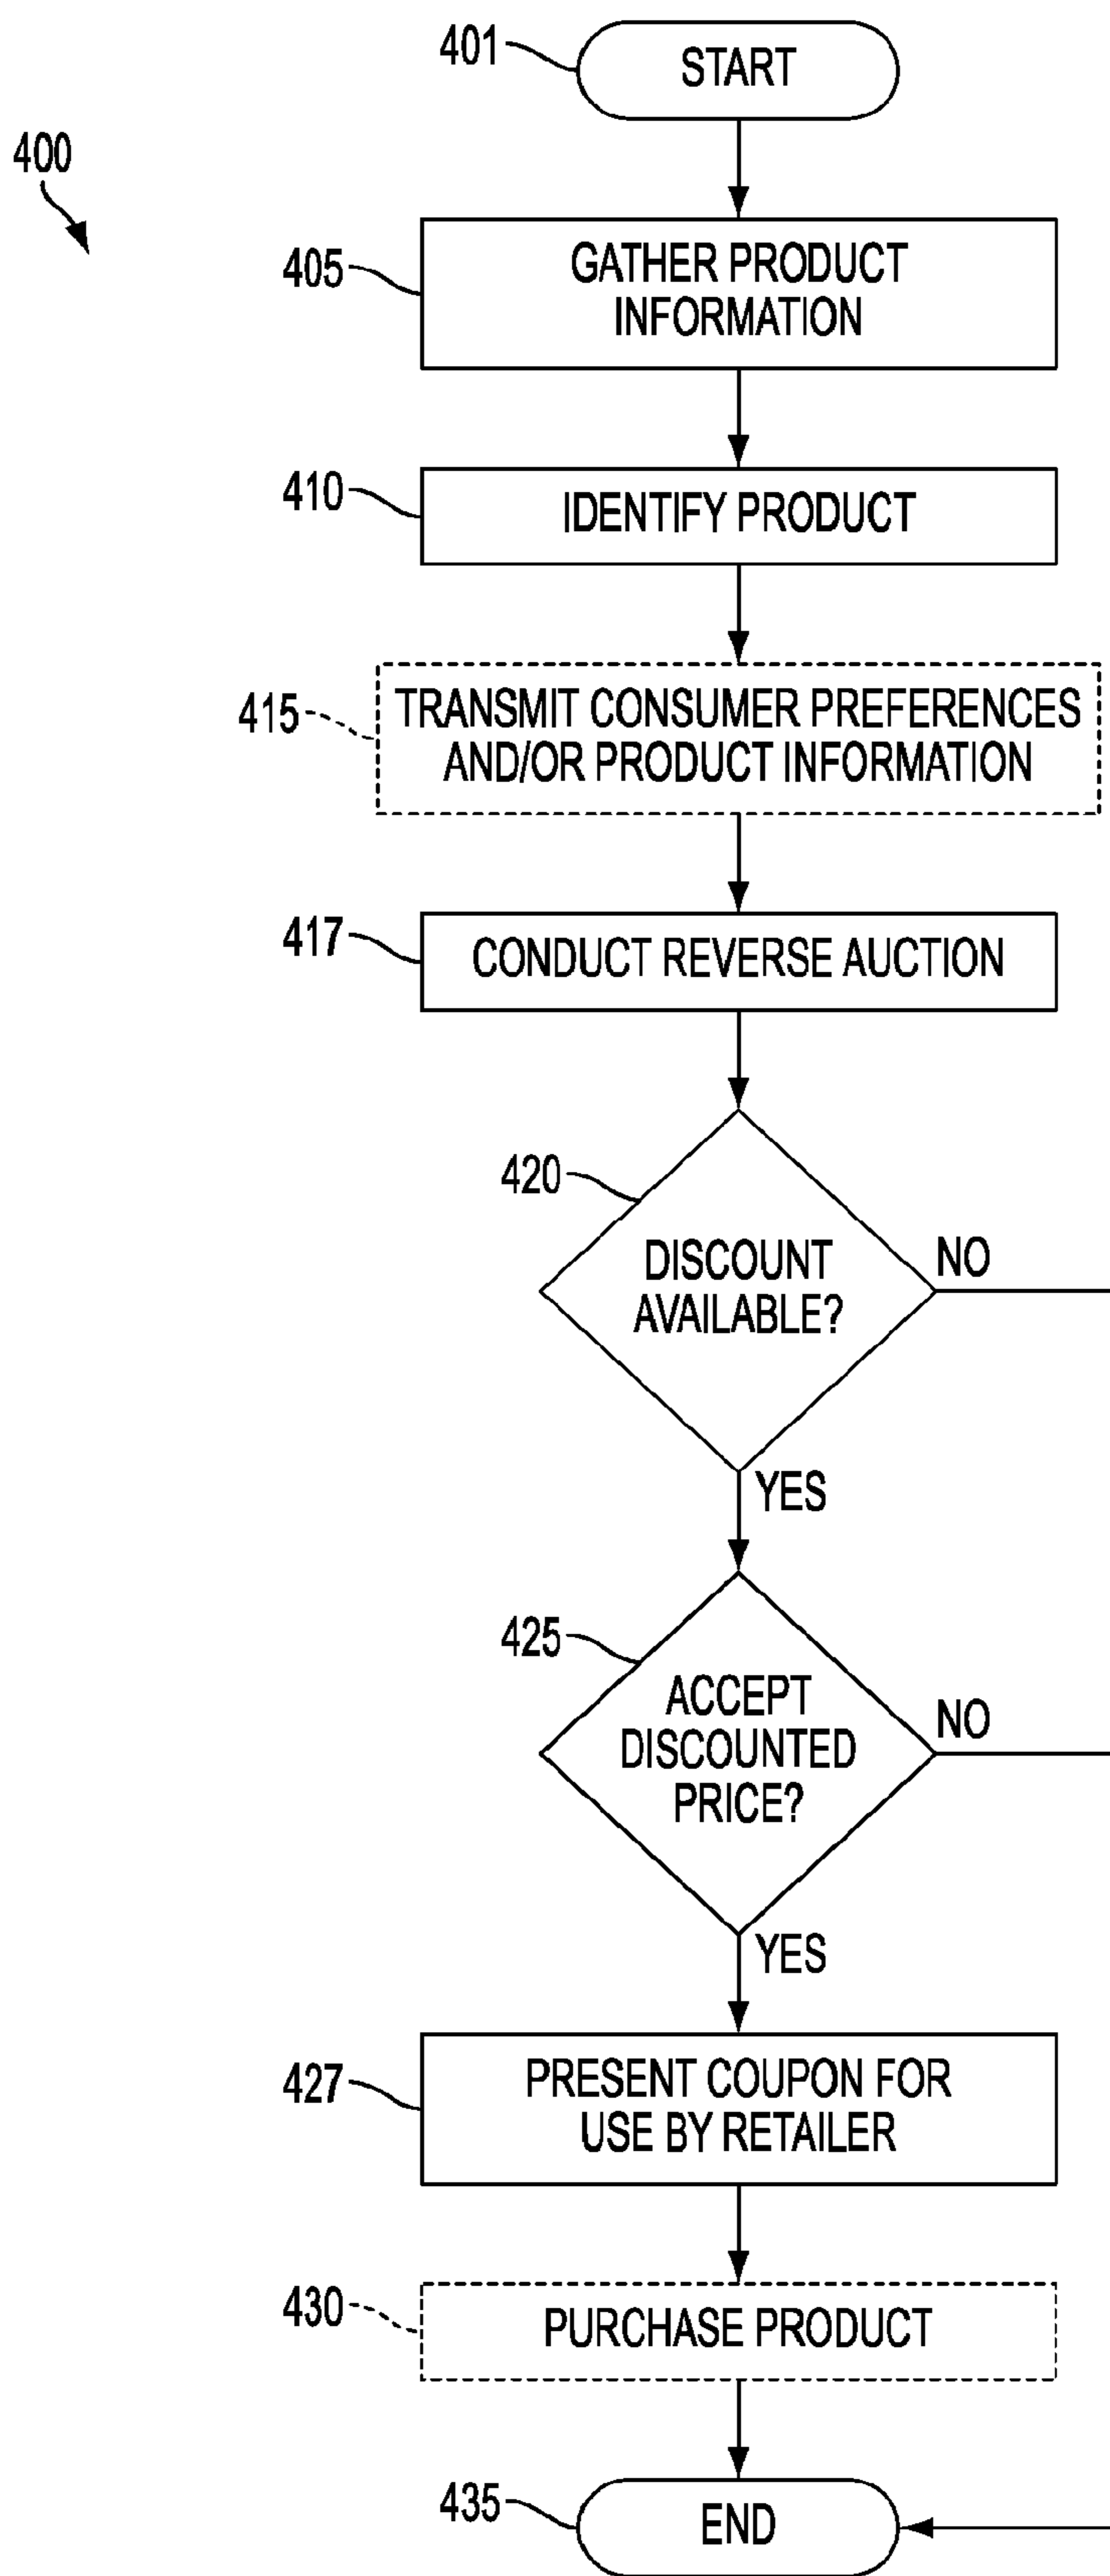 401
START
400
405
GATHER PRODUCT
INFORMATION
410
IDENTIFY PRODUCT
415
TRANSMIT CONSUMER PREFERENCES
AND/OR PRODUCT INFORMATION
417
CONDUCT REVERSE AUCTION
420
DISCOUNT
AVAILABLE?
NO
YES
425
ACCEPT
DISCOUNTED
PRICE?
NO
YES
427
PRESENT COUPON FOR
USE BY RETAILER
430
PURCHASE PRODUCT
435
END